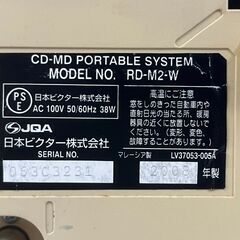 CD-MD PORTABLE SYSTEM
MODEL NO. RD-M2-W
PS
E
日本ビクター株式会社
AC 100V 50/60Hz 38W
JQA
日本ビクター株式会社
SERIAL NO.
053C3231
高温にご注意
窓をしめきった自動車内や
直射日光の当たる所、暖房
器具の近くに放置しないで
ください。
変形、変色したり、故障する
ことがあります。
マレーシア製
LV37053-005A
2005 年製